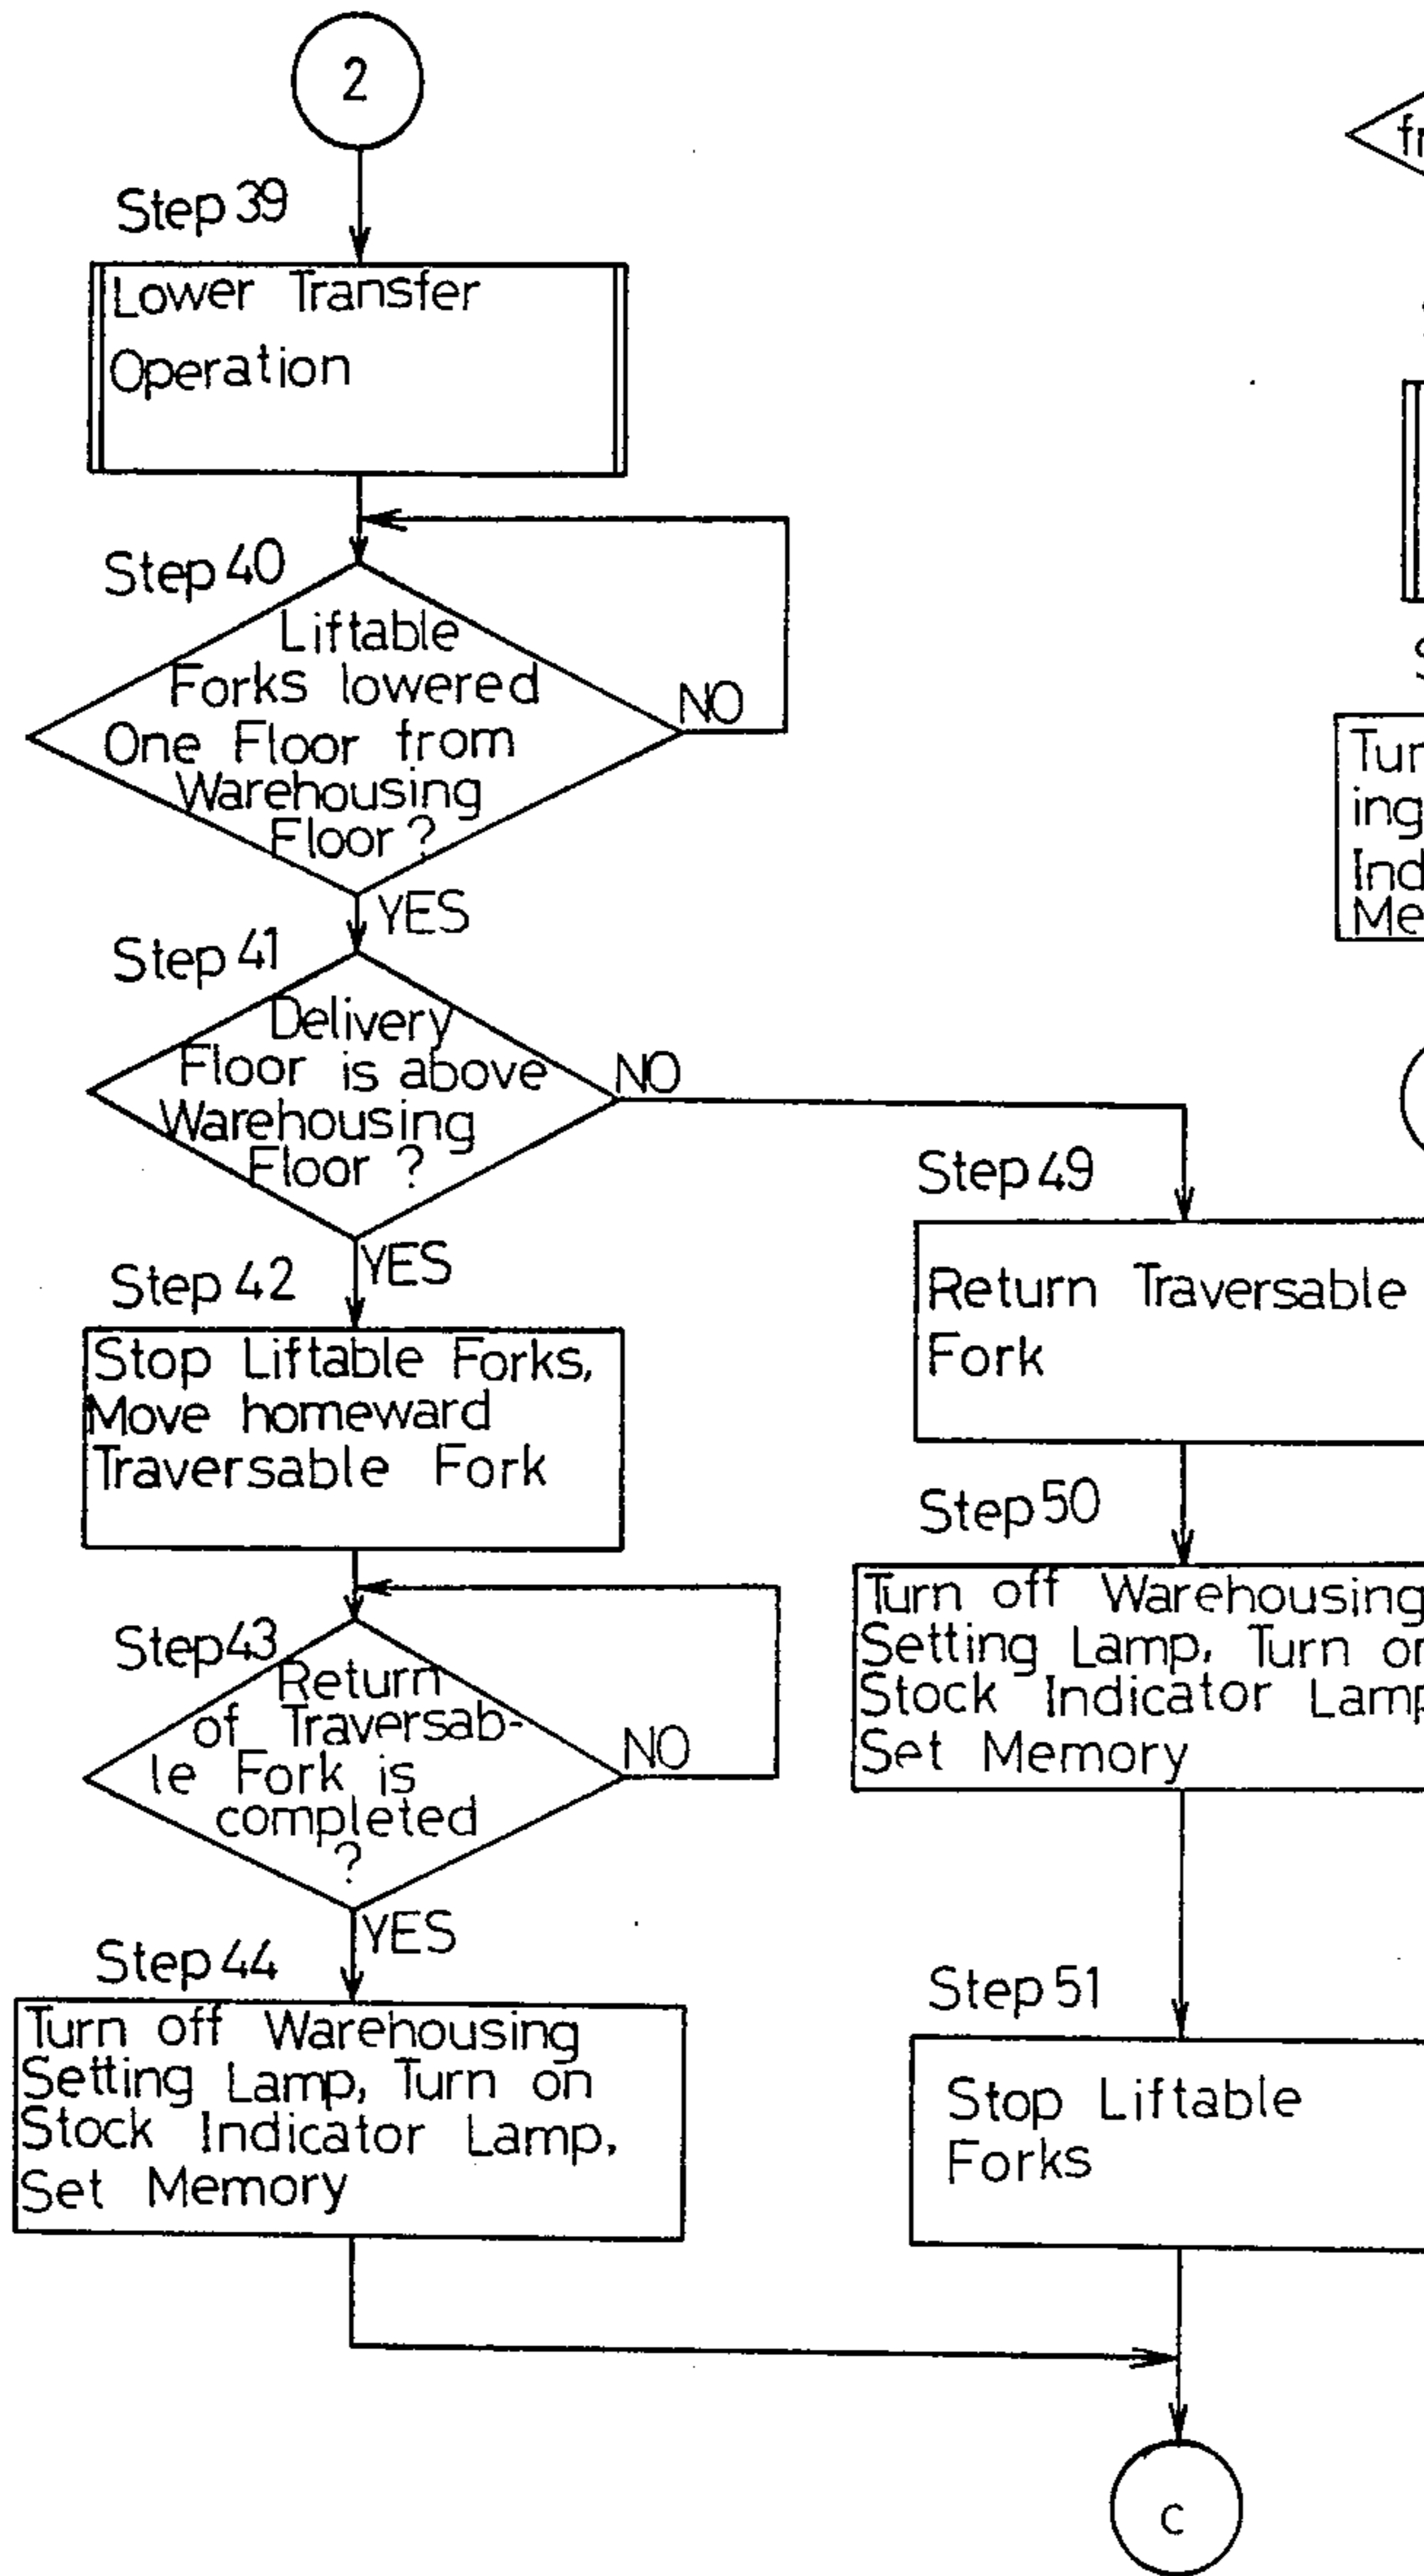 2
Step 39
Lower Transfer
Operation
Step 40
Liftable
Forks lowered
One Floor from
Warehousing
Floor ?
NO
YES
Step 41
Delivery
Floor is above
Warehousing
Floor ?
NO
YES
Step 42
Stop Liftable Forks,
Move homeward
Traversable Fork
Step 43
Return
of Traversab-
le Fork is
completed
?
NO
YES
Step 44
Turn off Warehousing
Setting Lamp, Turn on
Stock Indicator Lamp,
Set Memory
Step 49
Return Traversable
Fork
Step 50
Turn off Warehousing
Setting Lamp, Turn
Stock Indicator Lamp
Set Memory
Step 51
Stop Liftable
Forks
c